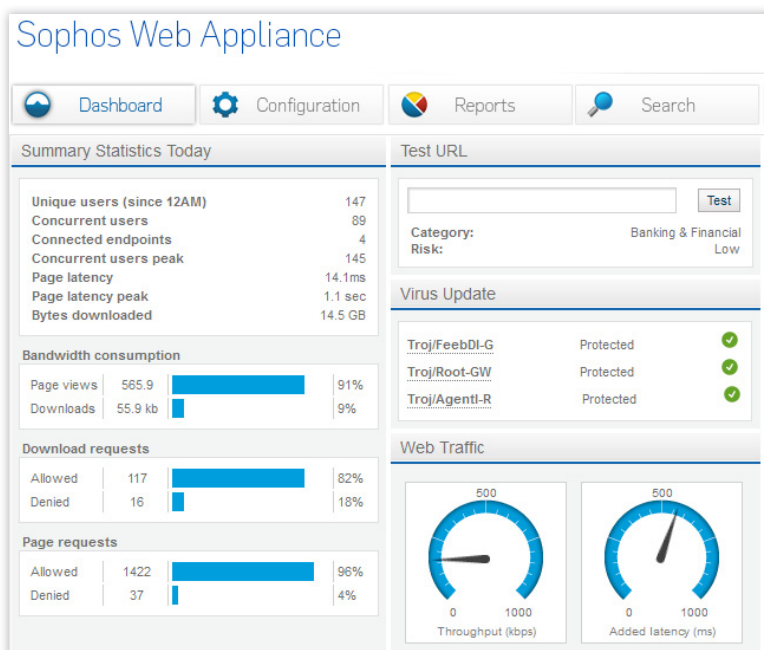 Sophos Web Appliance
Dashboard Configuration Reports Search
Summary Statistics Today
Unique users (since 12AM) 147
Concurrent users 89
Connected endpoints 4
Concurrent users peak 145
Page latency 14.1ms
Page latency peak 1.1 sec
Bytes downloaded 14.5 GB
Bandwidth consumption
Page views 565.9 91%
Downloads 55.9 kb 9%
Download requests
Allowed 117 82%
Denied 16 18%
Page requests
Allowed 1422 96%
Denied 37 4%
Test URL
Test
Category: Banking & Financial
Risk: Low
Virus Update
Troj/FeebDl-G Protected
Troj/Root-GW Protected
Troj/Agentl-R Protected
Web Traffic
500
0 1000
Throughput (kbps)
500
0 1000
Added latency (ms)